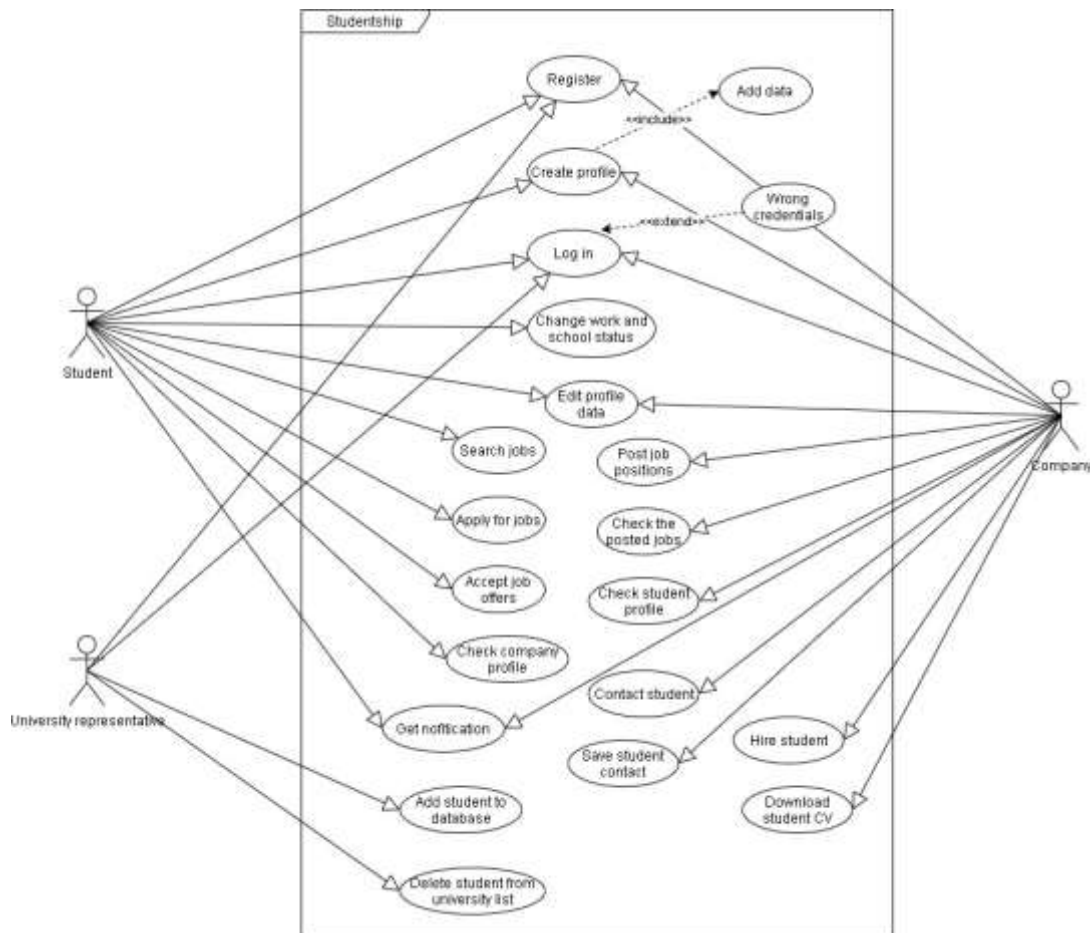 Studentship
Register
Add data
<<include>>
Create profile
Wrong
credentials
<<extend>>
Log in
Change work and
school status
Student
Edit profile
data
Search jobs
Post job
positions
Company
Apply for jobs
Check the
posted jobs
Accept job
offers
Check student
profile
Check company
profile
Contact student
University representative
Get nofitication
Hire student
Save student
contact
Add student to
database
Download
student CV
Delete student from
university list